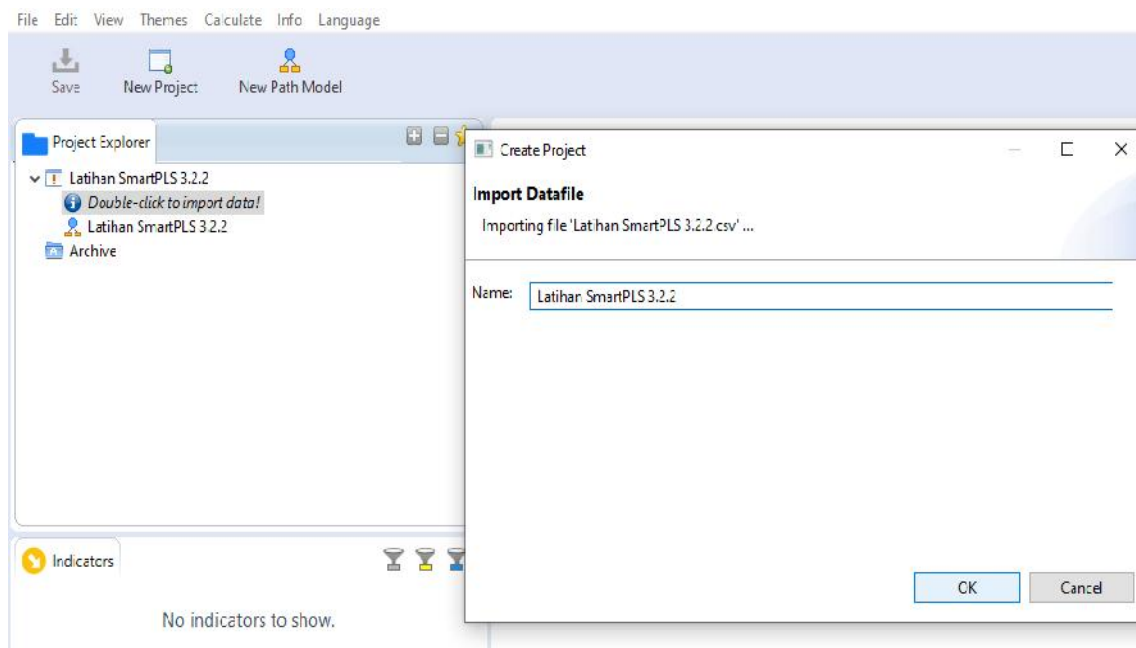 File Edit View Themes Calculate Info Language
Save New Project New Path Model
Project Explorer
Latihan SmartPLS 3.2.2
Double-click to import data!
Latihan SmartPLS 3.2.2
Archive
Indicators
No indicators to show.
Create Project
Import Datafile
Importing file 'Latihan SmartPLS 3.2.2.csv' ...
Name: Latihan SmartPLS 3.2.2
OK Cancel